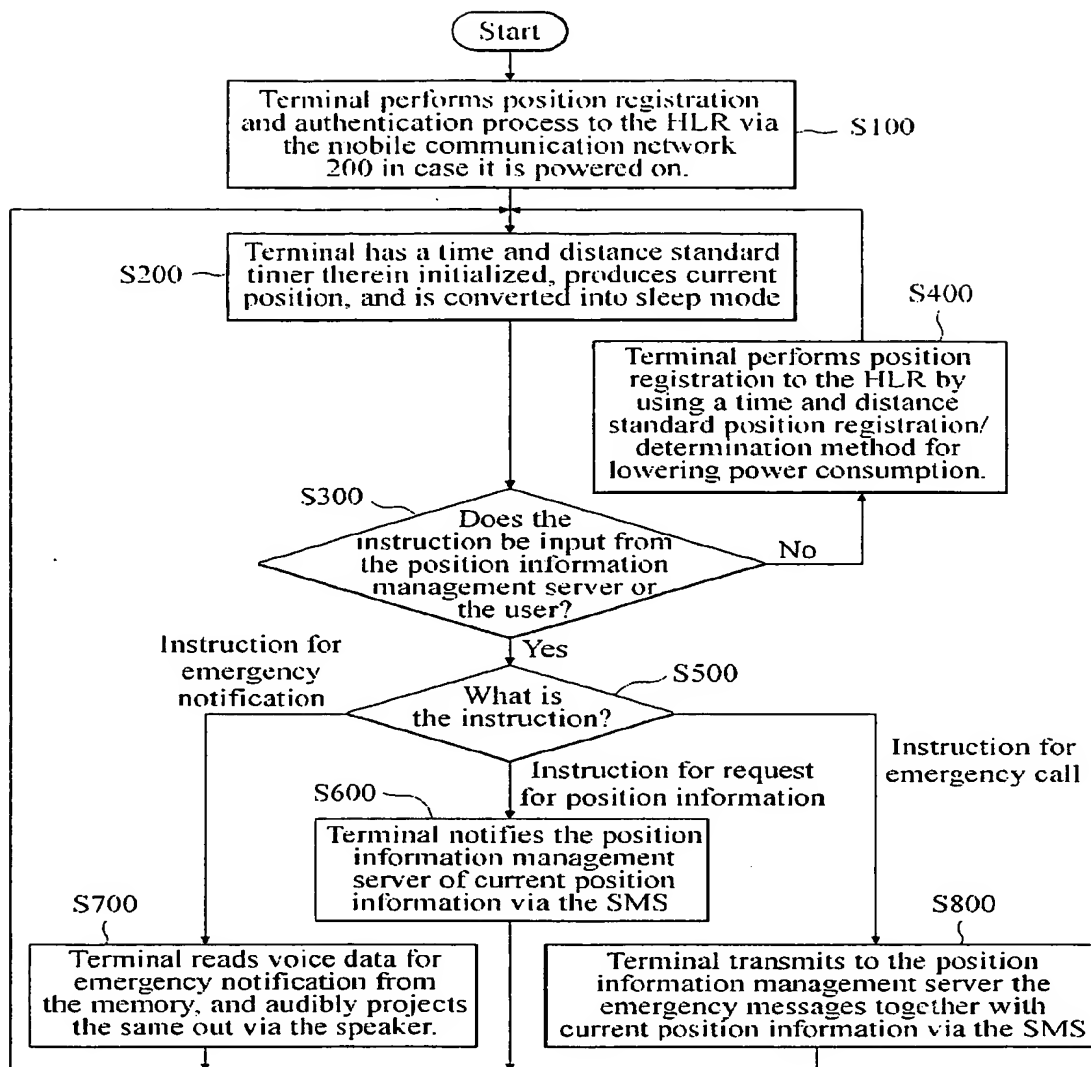 Start
Terminal performs position registration
and authentication process to the HLR via
the mobile communication network
200 in case it is powered on.
S100
Terminal has a time and distance standard
timer therein initialized, produces current
position, and is converted into sleep mode
S200
S400
Terminal performs position
registration to the HLR by
using a time and distance
standard position registration/
determination method for
lowering power consumption.
S300
Does the
instruction be input from
the position information
management server or
the user?
No
Yes
Instruction for
emergency
notification
S500
What is
the instruction?
Instruction for request
for position information
Instruction for
emergency call
S600
Terminal notifies the position
information management
server of current position
information via the SMS
S700
Terminal reads voice data for
emergency notification from
the memory, and audibly projects
the same out via the speaker.
S800
Terminal transmits to the position
information management server the
emergency messages together with
current position information via the SMS